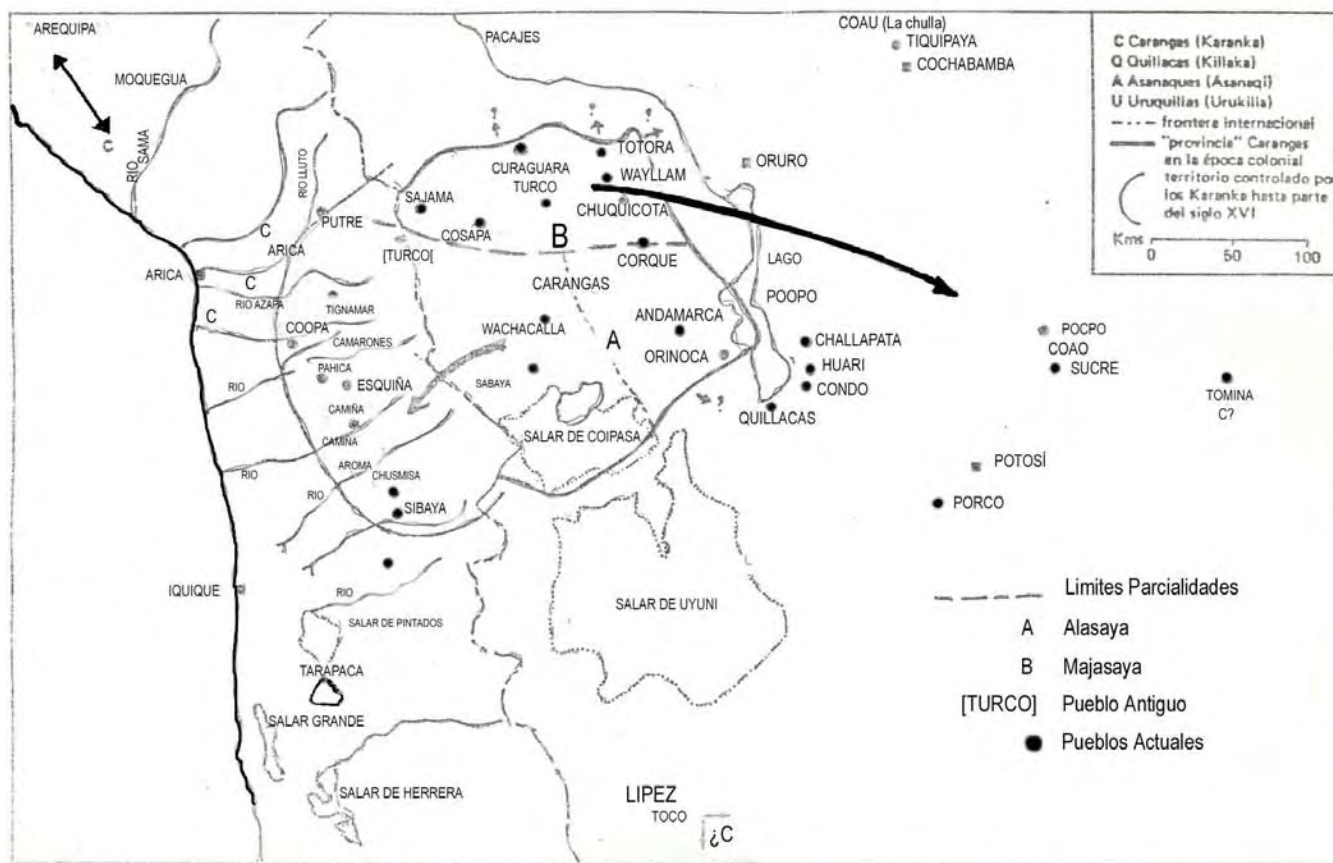 AREQUIPA
MOQUEGUA
RIO SAMA
C
PACAJES
COAU (La chulla)
TIQUIPAYA
COCHABAMBA
C Carangas (Karanka)
Q Quillacas (Killaka)
A Asanaques (Asanaqi)
U Uruquillas (Urukilla)
frontera internacional
"provincia" Caranges
en la época colonial
territorio controlado por
los Karanka hasta parte
del siglo XVI
Kms
0 50 100
RIO LLUTO
TOTORA
CURAGUARA
TURCO
WAYLLAM
ORURO
SAJAMA
CHUQUICOTA
PUTRE
COSAPA
B
C
ARICA
[TURCO[
CORQUE
LAGO
POOPO
ARICA
C
CARANGAS
RIO AZAPA
TIGNAMAR
C
COOPA
CAMARONES
WACHACALLA
ANDAMARCA
A
ORINOCA
CHALLAPATA
HUARI
CONDO
QUILLACAS
POCPO
COAO
SUCRE
TOMINA
C?
RIO
PAHICA
ESQUIÑA
SABAYA
CAMIÑA
CAMIÑA
SALAR DE COIPASA
RIO
AROMA
CHUSMISA
RIO
SIBAYA
POTOSÍ
PORCO
IQUIQUE
RIO
SALAR DE PINTADOS
SALAR DE UYUNI
TARAPACA
SALAR GRANDE
SALAR DE HERRERA
LIPEZ
TOCO
¿C
Limites Parcialidades
A Alasaya
B Majasaya
[TURCO] Pueblo Antiguo
Pueblos Actuales